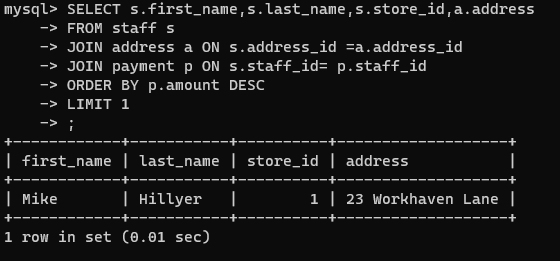 mysql> SELECT s.first_name,s.last_name,s.store_id,a.address
    -> FROM staff s
    -> JOIN address a ON s.address_id =a.address_id
    -> JOIN payment p ON s.staff_id= p.staff_id
    -> ORDER BY p.amount DESC
    -> LIMIT 1
    -> ;
+------------+-----------+----------+-------------------+
| first_name | last_name | store_id | address           |
+------------+-----------+----------+-------------------+
| Mike       | Hillyer   |        1 | 23 Workhaven Lane |
+------------+-----------+----------+-------------------+
1 row in set (0.01 sec)